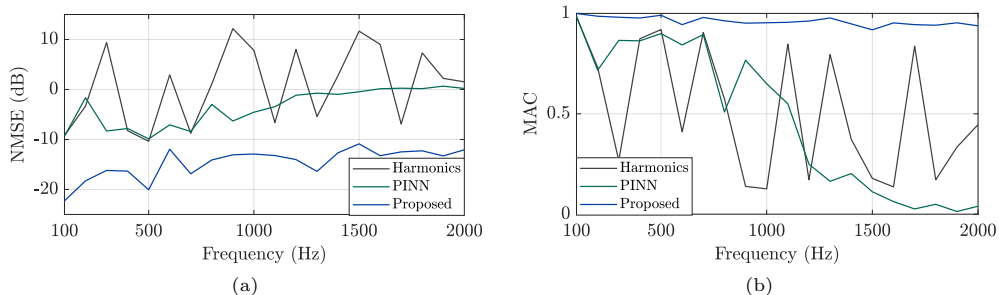 10
0
-10
-20
NMSE (dB)
Harmonics
PINN
Proposed
100
500
1000
1500
2000
Frequency (Hz)
(a)
1
0.5
0
MAC
Harmonics
PINN
Proposed
100
500
1000
1500
2000
Frequency (Hz)
(b)